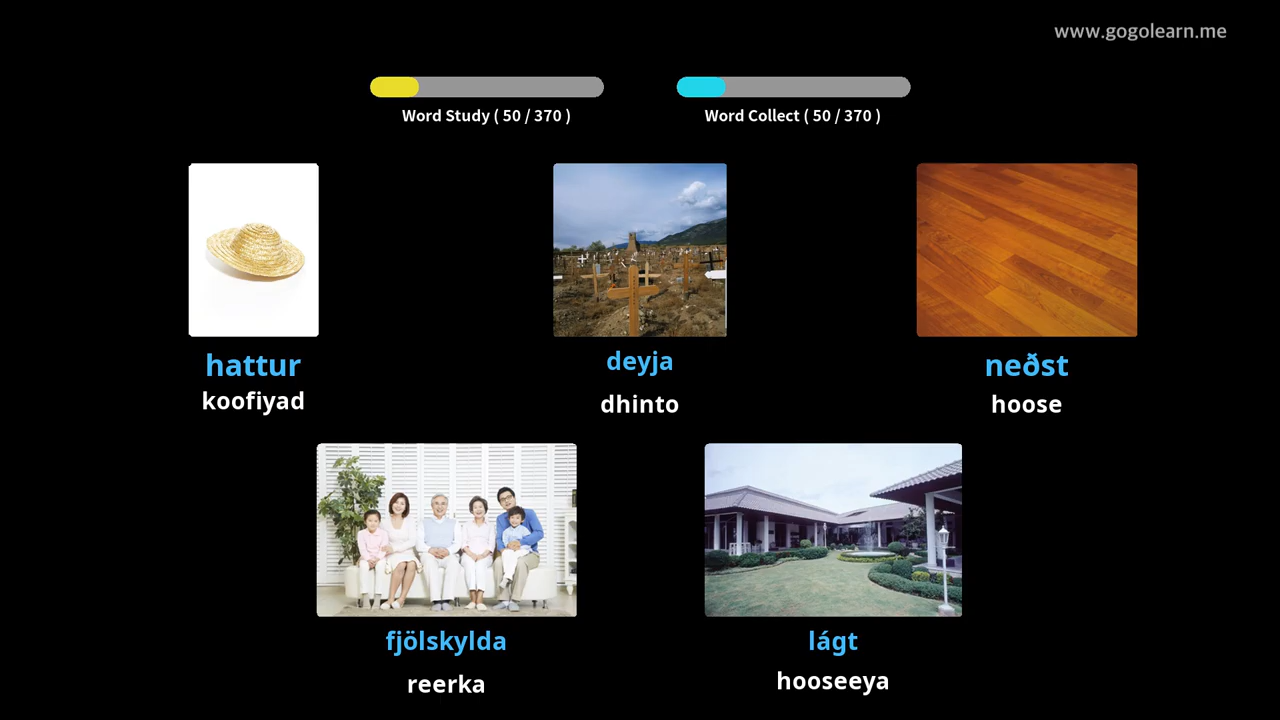 www.gogolearn.me
Word Study ( 50 / 370 )
Word Collect ( 50 / 370 )
hattur
koofiyad
deyja
dhinto
neðst
hoose
fjölskylda
reerka
lágt
hooseeya